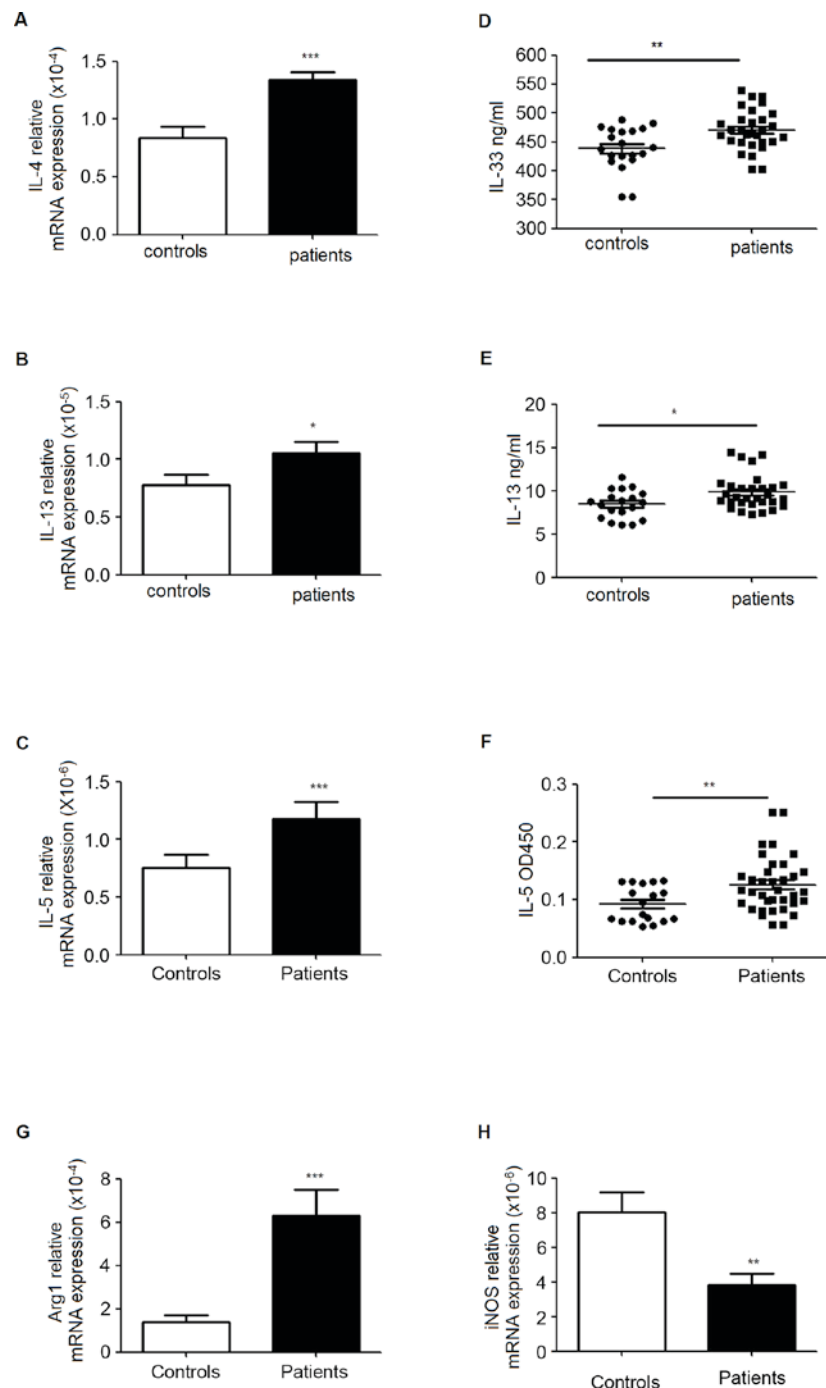 A
IL-4 relative
mRNA expression (x10-4)
1.5
1.0
0.5
0.0
***
controls
patients
D
IL-33 ng/ml
600
550
500
450
400
350
300
**
controls
patients
B
IL-13 relative
mRNA expression (x10-5)
1.5
1.0
0.5
0.0
*
controls
patients
E
IL-13 ng/ml
20
15
10
5
0
*
controls
patients
C
IL-5 relative
mRNA expression (X10-6)
1.5
1.0
0.5
0.0
***
Controls
Patients
F
IL-5 OD450
0.3
0.2
0.1
0.0
**
Controls
Patients
G
Arg1 relative
mRNA expression (x10-4)
8
6
4
2
0
***
Controls
Patients
H
iNOS relative
mRNA expression (x10-6)
10
8
6
4
2
0
**
Controls
Patients